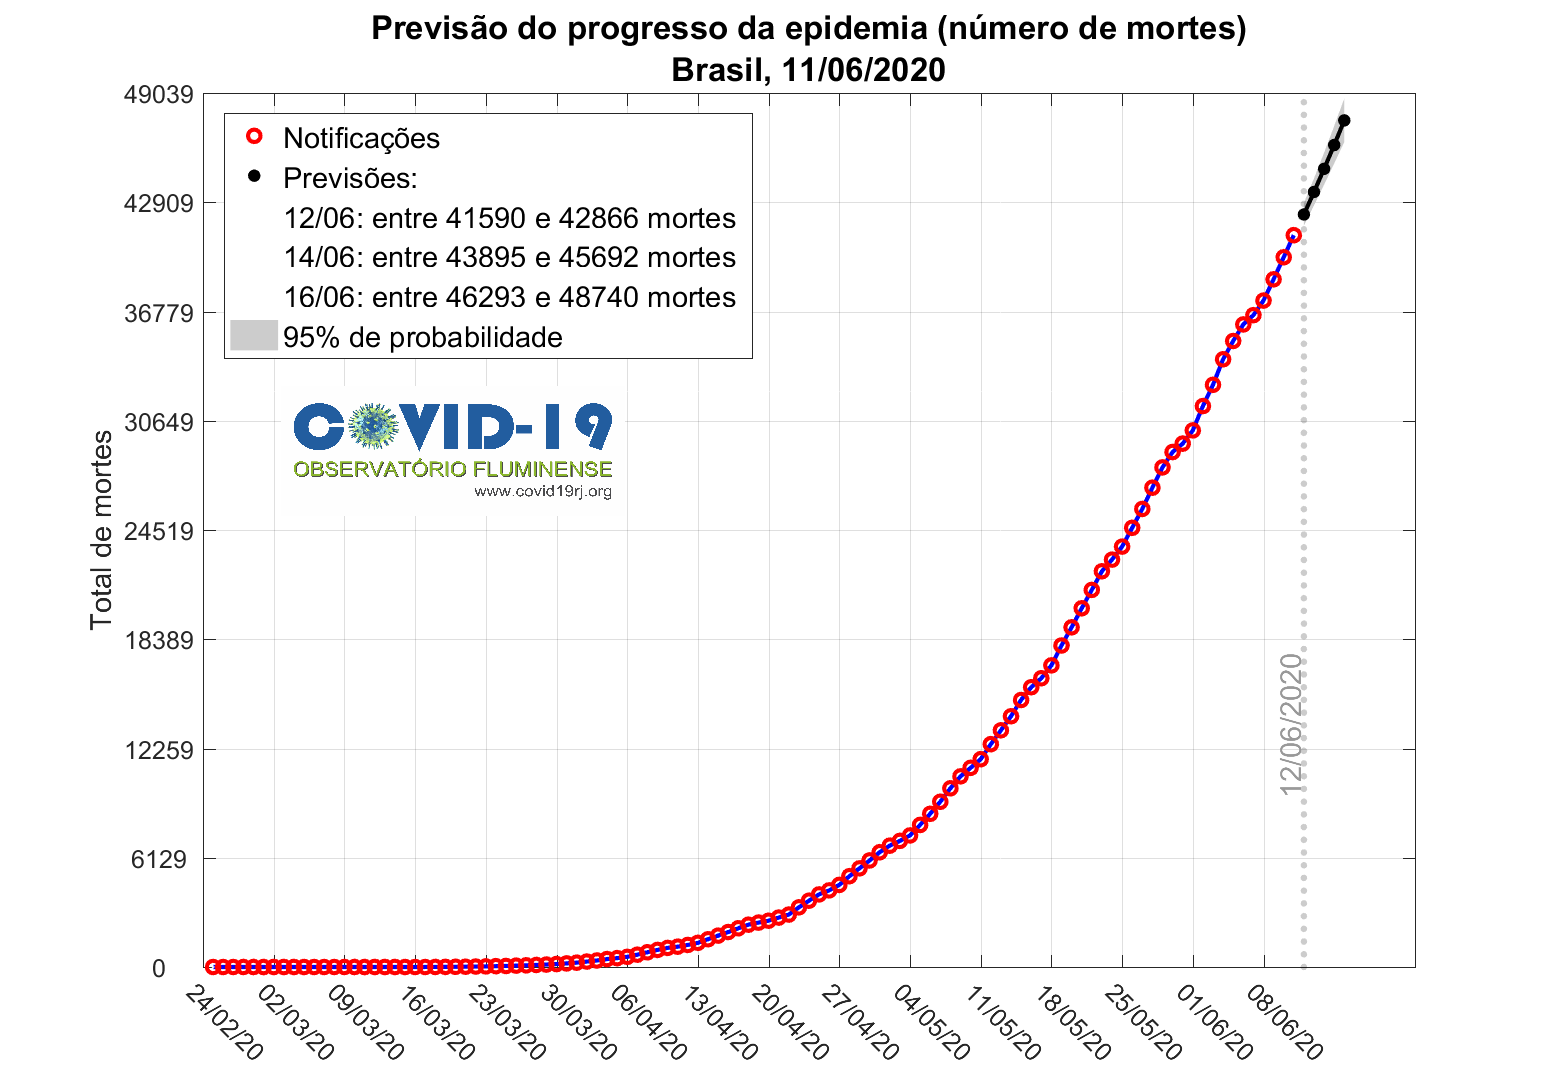 Previsão do progresso da epidemia (número de mortes)
Brasil, 11/06/2020
49039
42909
36779
30649
24519
18389
12259
6129
0
Total de mortes
Notificações
Previsões:
12/06: entre 41590 e 42866 mortes
14/06: entre 43895 e 45692 mortes
16/06: entre 46293 e 48740 mortes
95% de probabilidade
COVID-19
OBSERVATÓRIO FLUMINENSE
www.covid19rj.org
12/06/2020
24/02/20
02/03/20
09/03/20
16/03/20
23/03/20
30/03/20
06/04/20
13/04/20
20/04/20
27/04/20
04/05/20
11/05/20
18/05/20
25/05/20
01/06/20
08/06/20